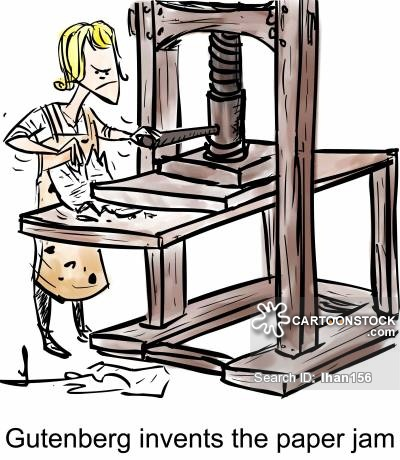 CARTOONSTOCK
.com
Search ID: lhan156
Gutenberg invents the paper jam